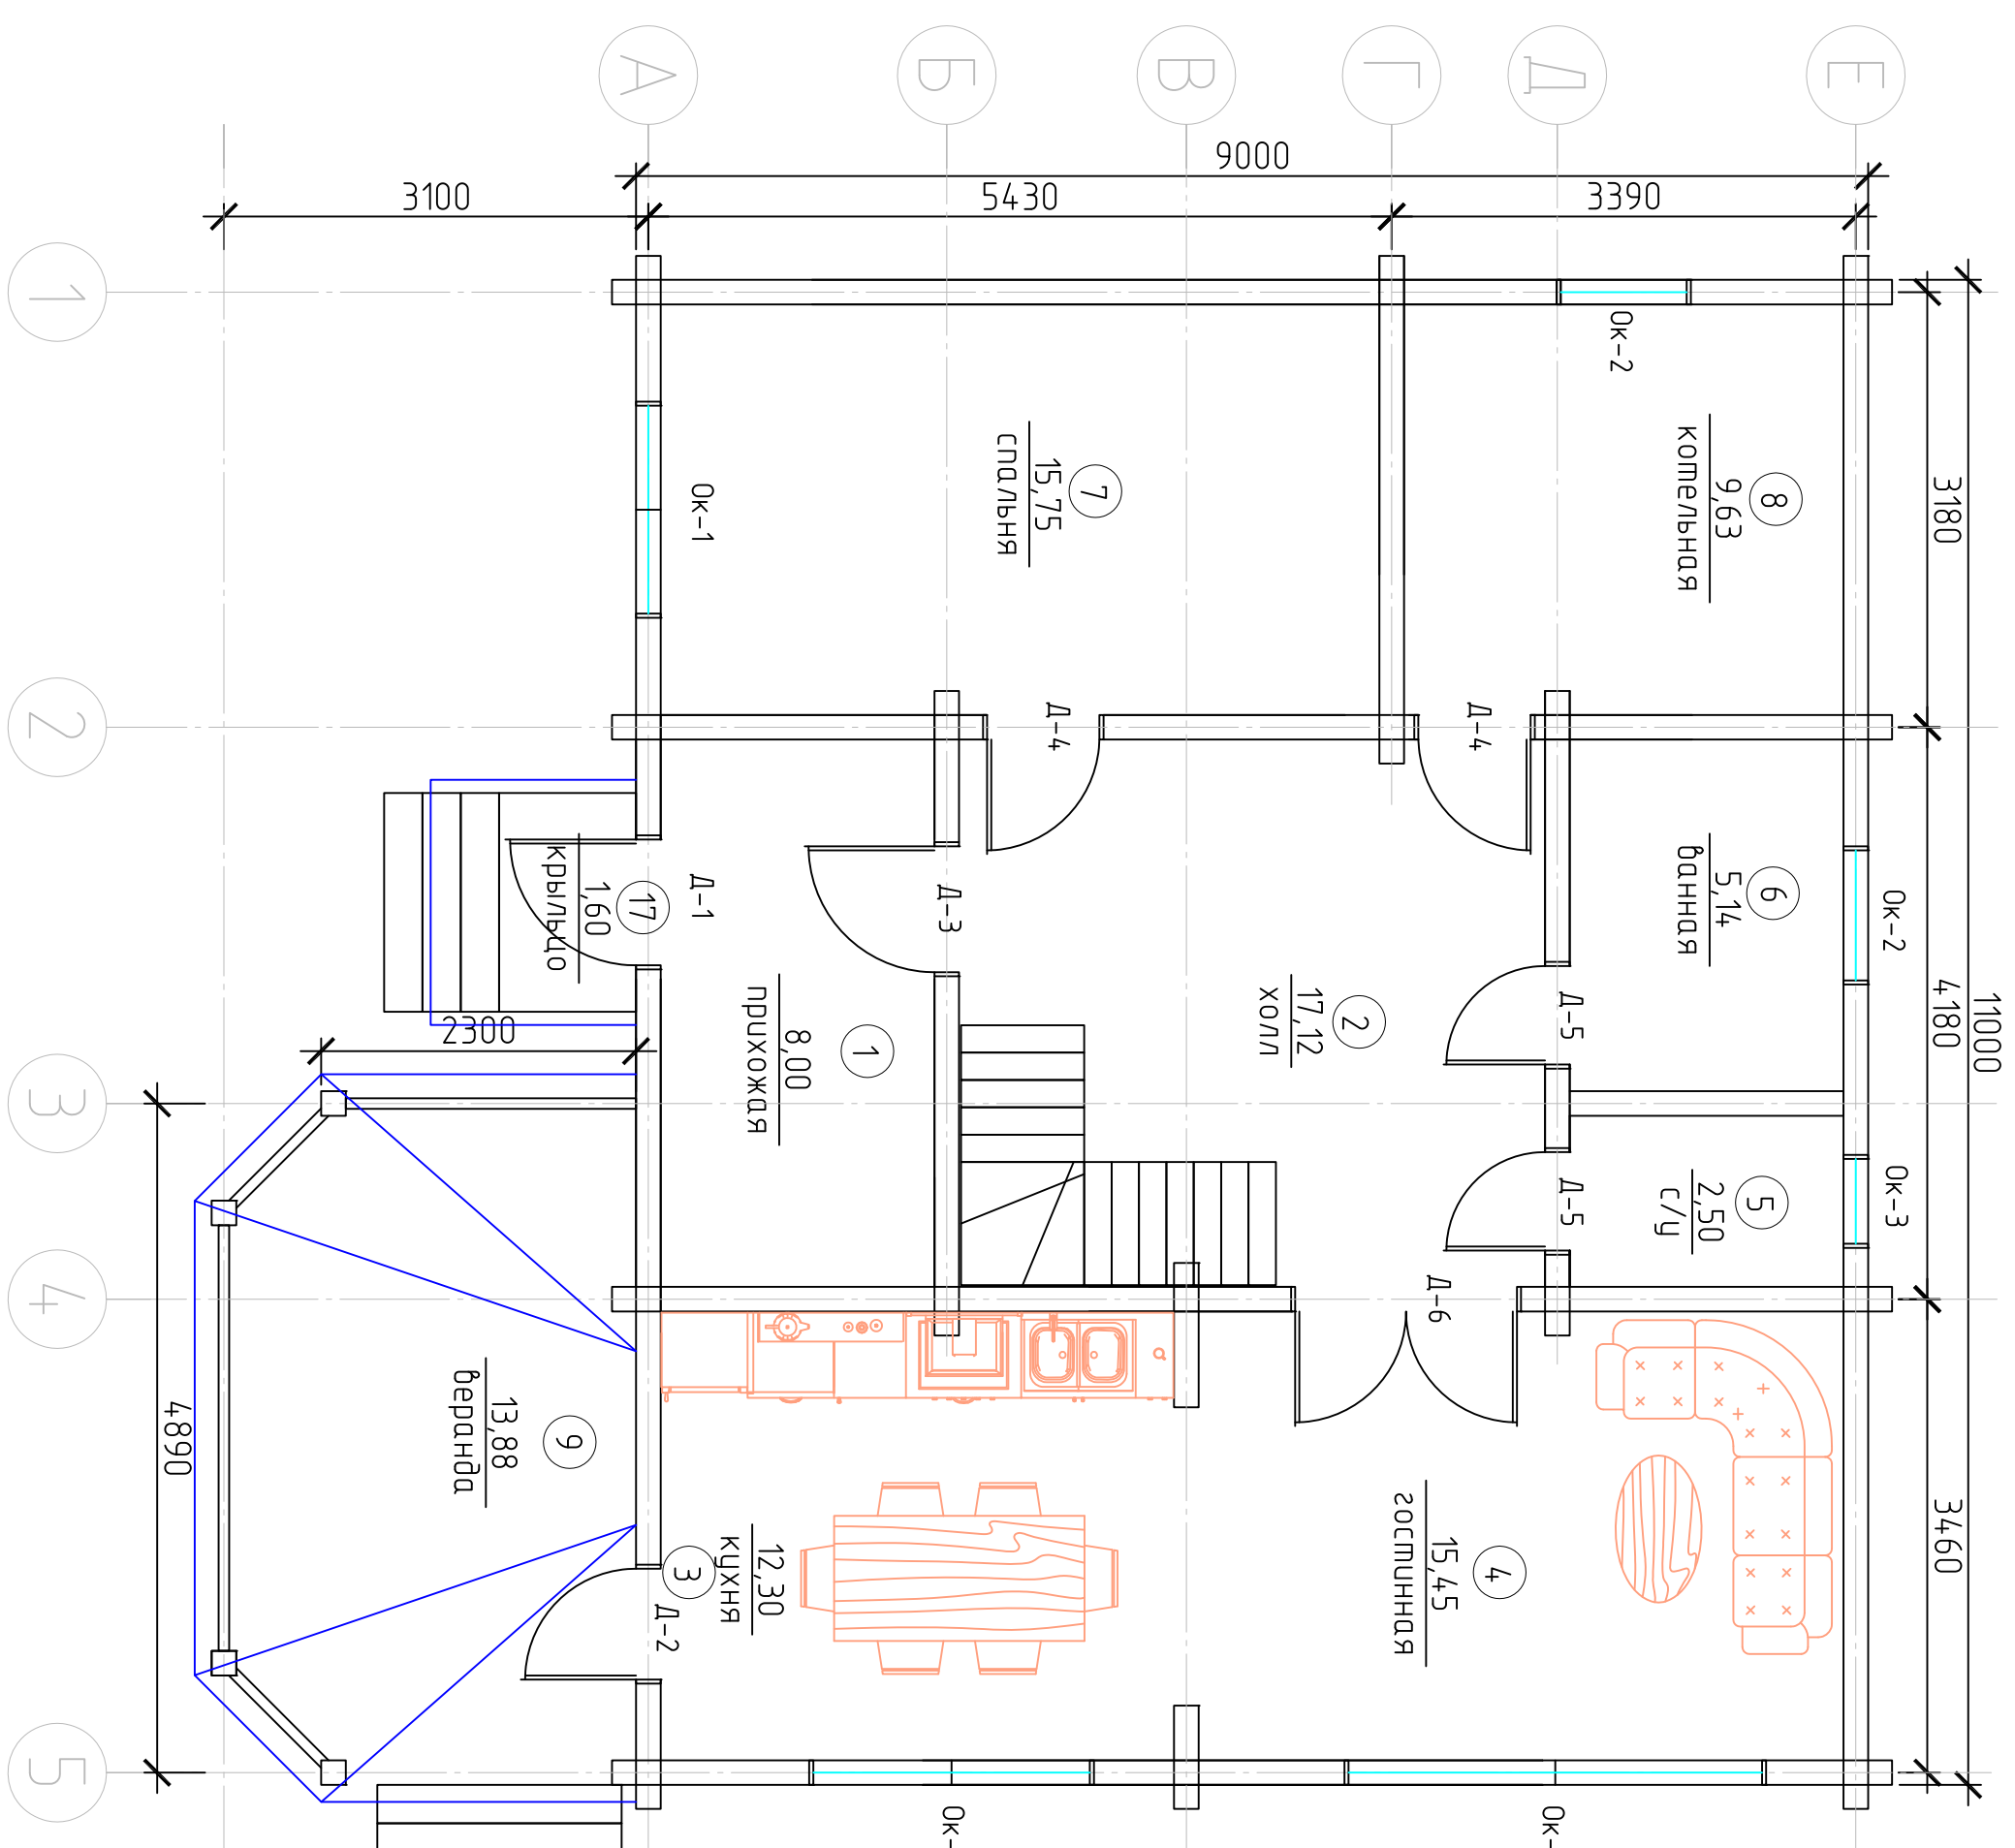 А
Б
В
Г
Д
Е
9000
3100
5430
3390
1
2
3
4
5
11000
3180
4180
3460
Ок-2
8
9,63
котельная
7
15,75
спальня
Ок-1
Д-4
Д-4
6
5,14
ванная
Ок-2
Д-1
17
1,60
крыльцо
Д-3
2
17,12
холл
Д-5
1
8,00
прихожая
2300
5
2,50
с/у
Ок-3
Д-5
Д-6
9
13,88
веранда
4890
4
15,45
гостинная
3
12,30
кухня
Д-2
Ок-
Ок-